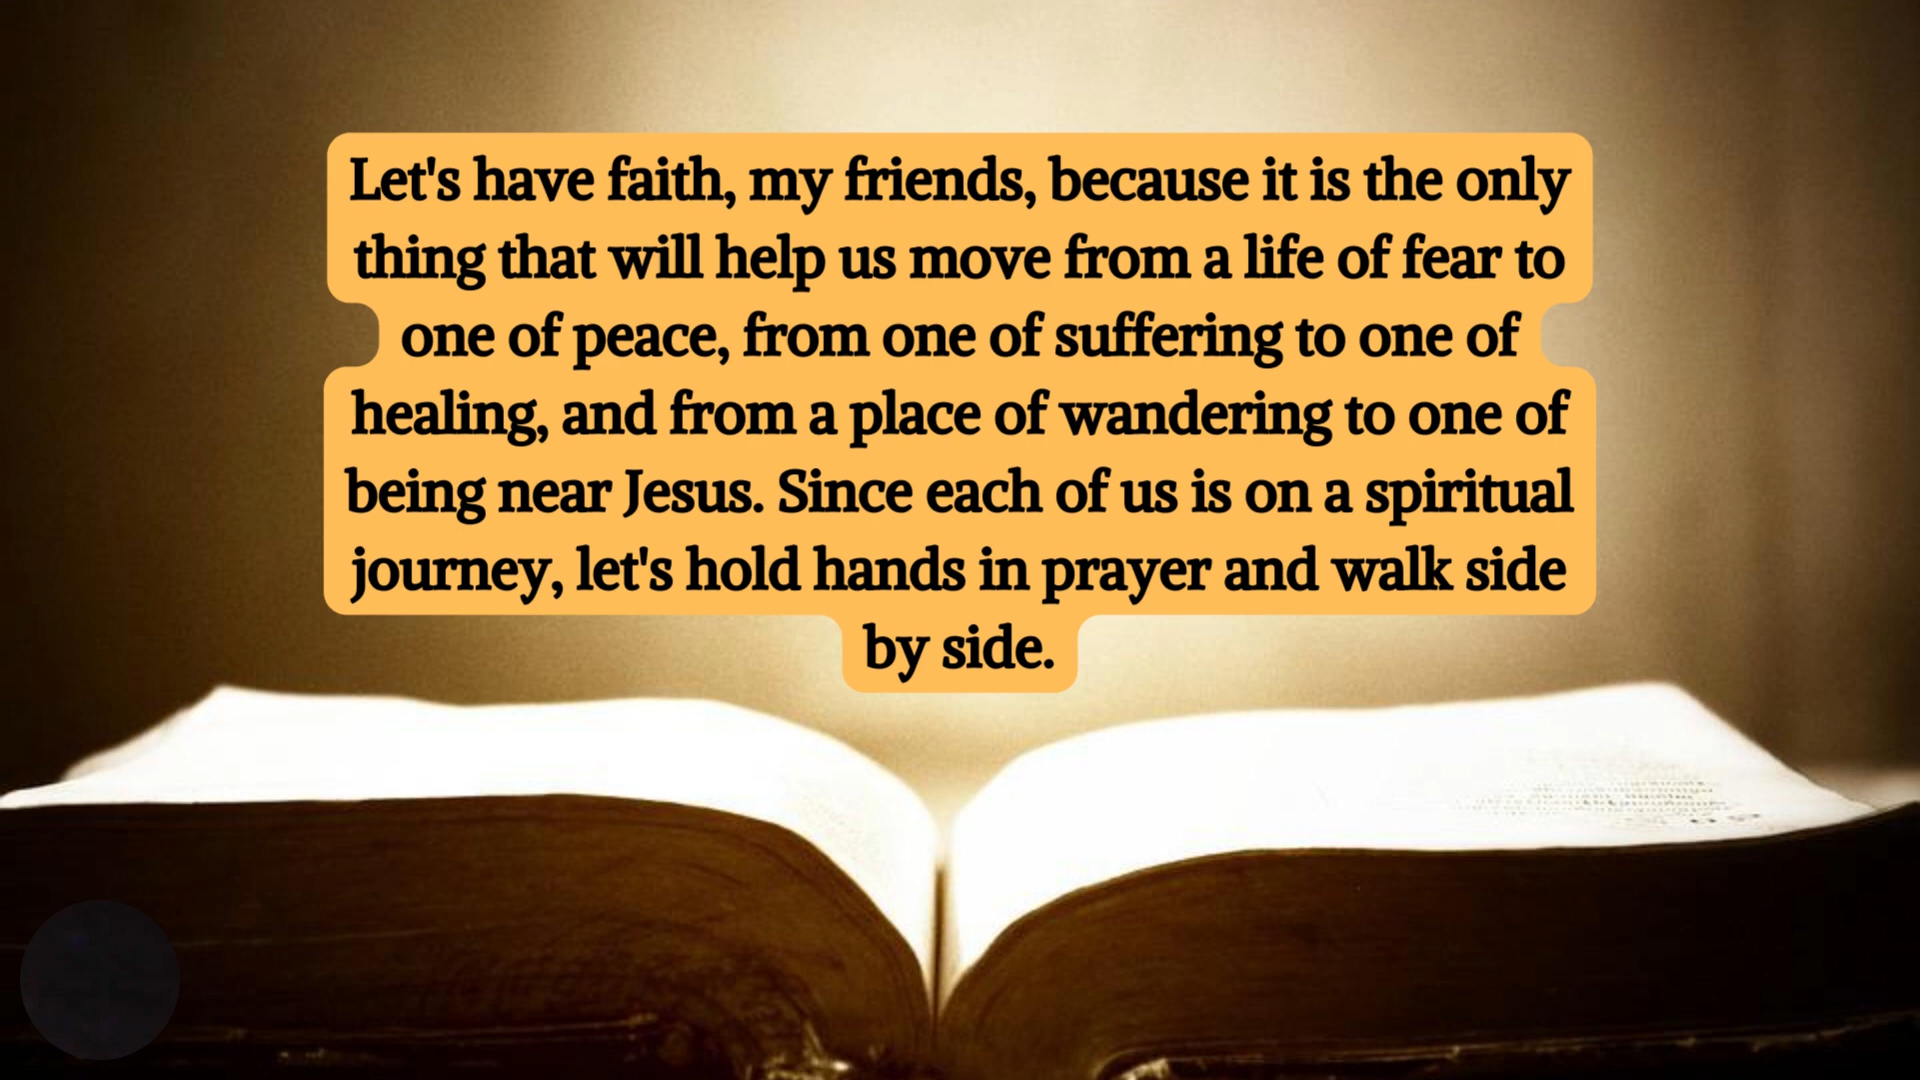 Let's have faith, my friends, because it is the only
thing that will help us move from a life of fear to
one of peace, from one of suffering to one of
healing, and from a place of wandering to one of
being near Jesus. Since each of us is on a spiritual
journey, let's hold hands in prayer and walk side
by side.